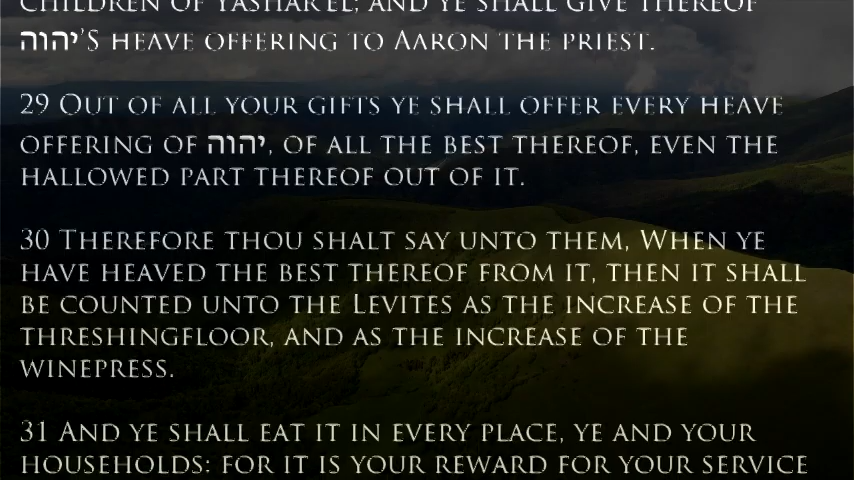 CHILDREN OF YASHAR'EL; AND YE SHALL GIVE THEREOF
יהוה'S HEAVE OFFERING TO AARON THE PRIEST.
29 OUT OF ALL YOUR GIFTS YE SHALL OFFER EVERY HEAVE
OFFERING OF יהוה, OF ALL THE BEST THEREOF, EVEN THE
HALLOWED PART THEREOF OUT OF IT.
30 THEREFORE THOU SHALT SAY UNTO THEM, WHEN YE
HAVE HEAVED THE BEST THEREOF FROM IT, THEN IT SHALL
BE COUNTED UNTO THE LEVITES AS THE INCREASE OF THE
THRESHINGFLOOR, AND AS THE INCREASE OF THE
WINEPRESS.
31 AND YE SHALL EAT IT IN EVERY PLACE, YE AND YOUR
HOUSEHOLDS: FOR IT IS YOUR REWARD FOR YOUR SERVICE